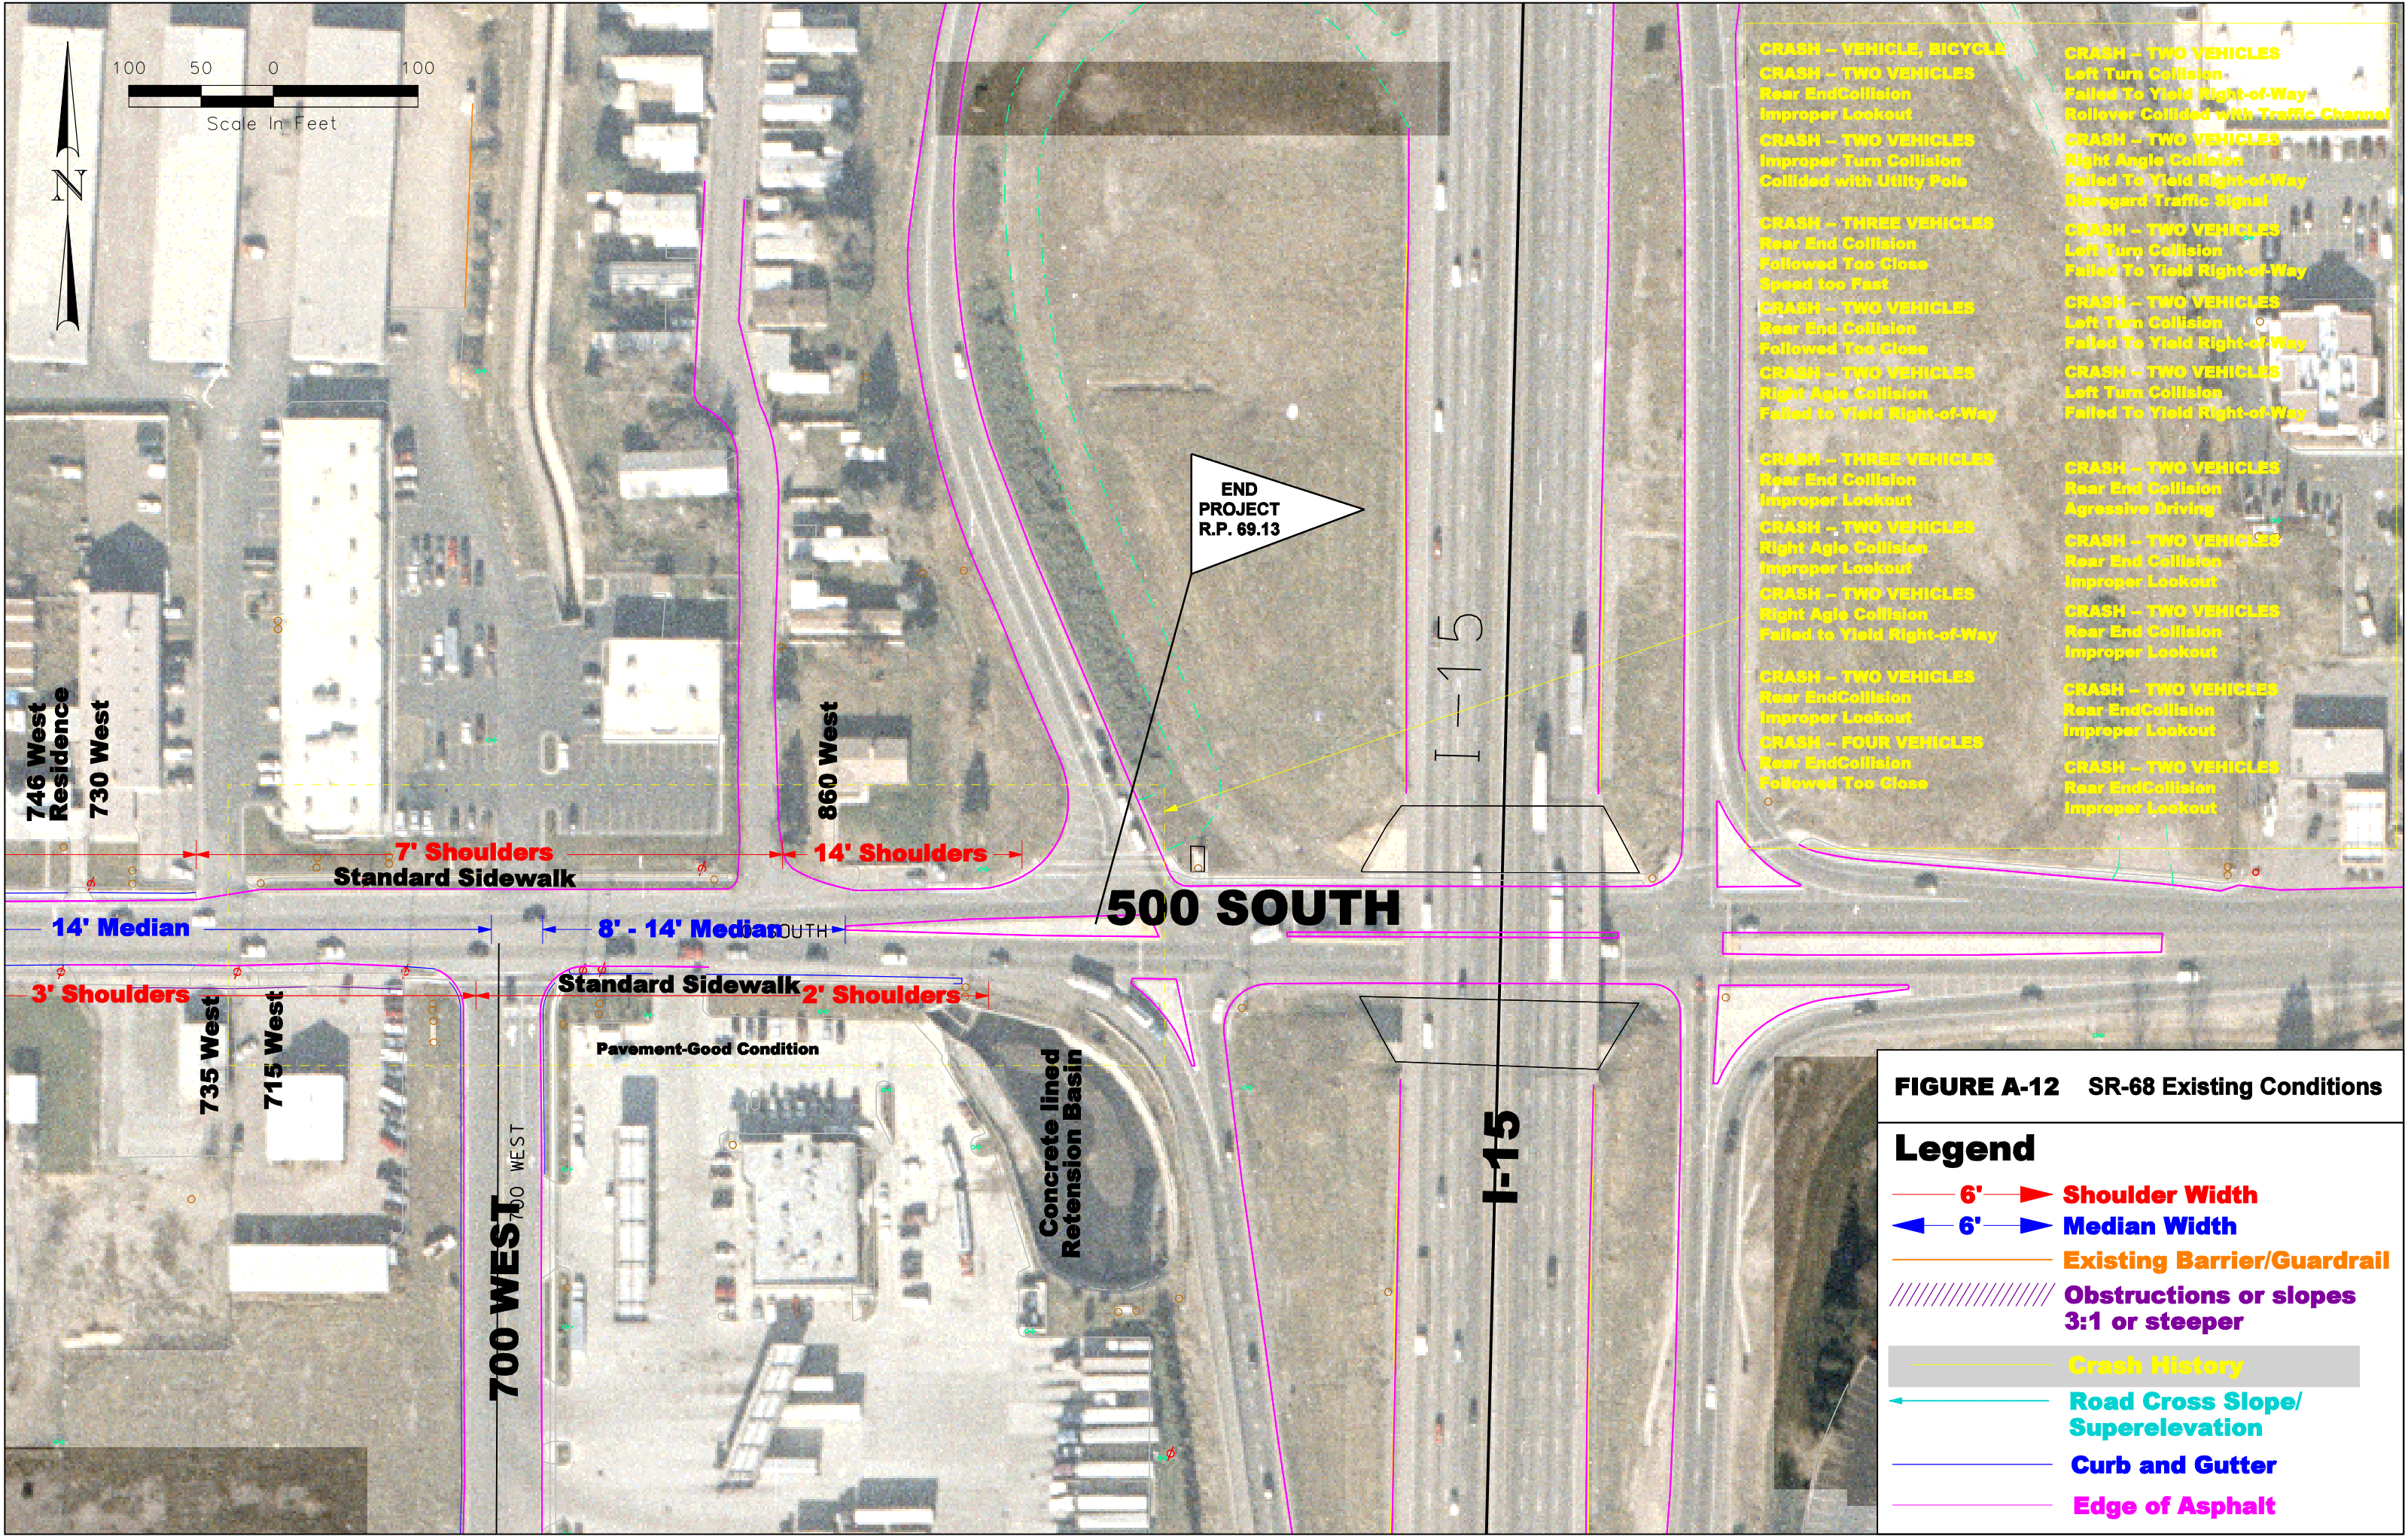 100 50 0 100
Scale In Feet
N
CRASH – VEHICLE, BICYCLE
CRASH – TWO VEHICLES
Rear EndCollision
Improper Lookout
CRASH – TWO VEHICLES
Improper Turn Collision
Collided with Utilty Pole
CRASH – THREE VEHICLES
Rear End Collision
Followed Too Close
Speed too Fast
CRASH – TWO VEHICLES
Rear End Collision
Followed Too Close
CRASH – TWO VEHICLES
Right Agle Collision
Failed to Yield Right-of-Way
CRASH – THREE VEHICLES
Rear End Collision
Improper Lookout
CRASH – TWO VEHICLES
Right Agle Collision
Improper Lookout
CRASH – TWO VEHICLES
Right Agle Collision
Failed to Yield Right-of-Way
CRASH – TWO VEHICLES
Rear EndCollision
Improper Lookout
CRASH – FOUR VEHICLES
Rear EndCollision
Followed Too Close
CRASH – TWO VEHICLES
Left Turn Collision
Failed To Yield Right-of-Way
Rollover Collided with Traffic Channel
CRASH – TWO VEHICLES
Right Angle Collision
Failed To Yield Right-of-Way
Disregard Traffic Signal
CRASH – TWO VEHICLES
Left Turn Collision
Failed To Yield Right-of-Way
CRASH – TWO VEHICLES
Left Turn Collision
Failed To Yield Right-of-Way
CRASH – TWO VEHICLES
Left Turn Collision
Failed To Yield Right-of-Way
CRASH – TWO VEHICLES
Rear End Collision
Agressive Driving
CRASH – TWO VEHICLES
Rear End Collision
Improper Lookout
CRASH – TWO VEHICLES
Rear End Collision
Improper Lookout
CRASH – TWO VEHICLES
Rear EndCollision
Improper Lookout
CRASH – TWO VEHICLES
Rear EndCollision
Improper Lookout
END
PROJECT
R.P. 69.13
I-15
746 West
Residence
730 West
860 West
7' Shoulders
14' Shoulders
Standard Sidewalk
500 SOUTH
14' Median
8' - 14' Median
SOUTH
3' Shoulders
Standard Sidewalk
2' Shoulders
735 West
715 West
Pavement-Good Condition
Concrete lined
Retension Basin
700 WEST
700 WEST
I-15
FIGURE A-12 SR-68 Existing Conditions
Legend
6' Shoulder Width
6' Median Width
Existing Barrier/Guardrail
Obstructions or slopes
3:1 or steeper
Crash History
Road Cross Slope/
Superelevation
Curb and Gutter
Edge of Asphalt